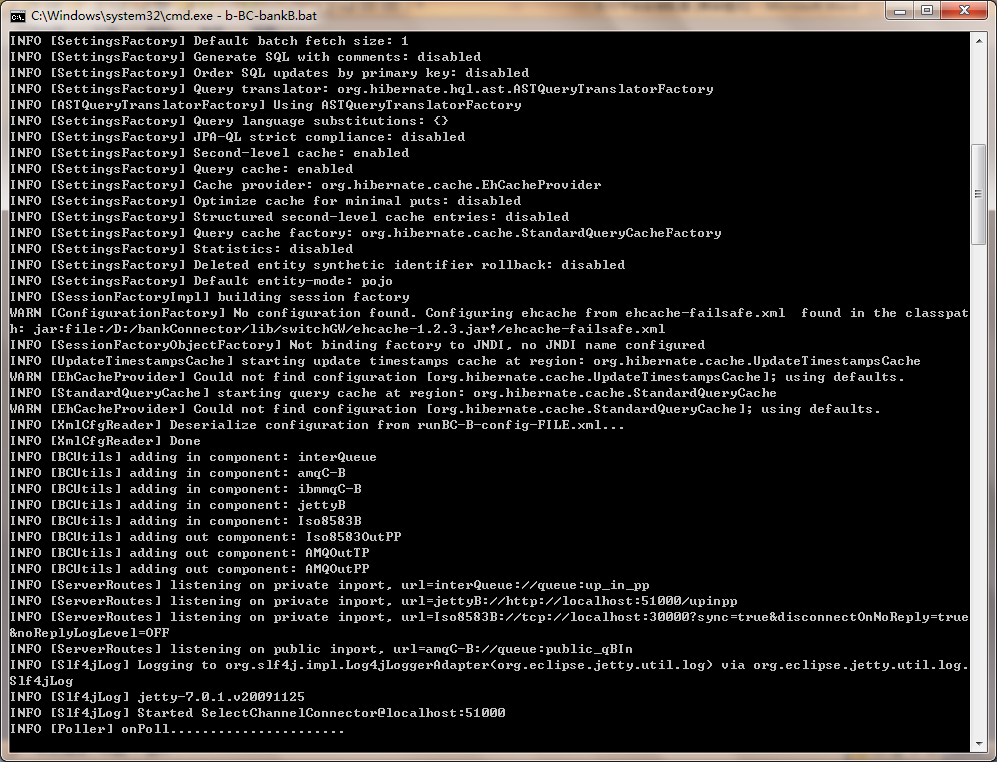 C:\Windows\system32\cmd.exe - b-BC-bankB.bat
INFO [SettingsFactory] Default batch fetch size: 1
INFO [SettingsFactory] Generate SQL with comments: disabled
INFO [SettingsFactory] Order SQL updates by primary key: disabled
INFO [SettingsFactory] Query translator: org.hibernate.hql.ast.ASTQueryTranslatorFactory
INFO [ASTQueryTranslatorFactory] Using ASTQueryTranslatorFactory
INFO [SettingsFactory] Query language substitutions: {}
INFO [SettingsFactory] JPA-QL strict compliance: disabled
INFO [SettingsFactory] Second-level cache: enabled
INFO [SettingsFactory] Query cache: enabled
INFO [SettingsFactory] Cache provider: org.hibernate.cache.EhCacheProvider
INFO [SettingsFactory] Optimize cache for minimal puts: disabled
INFO [SettingsFactory] Structured second-level cache entries: disabled
INFO [SettingsFactory] Query cache factory: org.hibernate.cache.StandardQueryCacheFactory
INFO [SettingsFactory] Statistics: disabled
INFO [SettingsFactory] Deleted entity synthetic identifier rollback: disabled
INFO [SettingsFactory] Default entity-mode: pojo
INFO [SessionFactoryImpl] building session factory
WARN [ConfigurationFactory] No configuration found. Configuring ehcache from ehcache-failsafe.xml  found in the classpat
h: jar:file:/D:/bankConnector/lib/switchGW/ehcache-1.2.3.jar!/ehcache-failsafe.xml
INFO [SessionFactoryObjectFactory] Not binding factory to JNDI, no JNDI name configured
INFO [UpdateTimestampsCache] starting update timestamps cache at region: org.hibernate.cache.UpdateTimestampsCache
WARN [EhCacheProvider] Could not find configuration [org.hibernate.cache.UpdateTimestampsCache]; using defaults.
INFO [StandardQueryCache] starting query cache at region: org.hibernate.cache.StandardQueryCache
WARN [EhCacheProvider] Could not find configuration [org.hibernate.cache.StandardQueryCache]; using defaults.
INFO [XmlCfgReader] Deserialize configuration from runBC-B-config-FILE.xml...
INFO [XmlCfgReader] Done
INFO [BCUtils] adding in component: interQueue
INFO [BCUtils] adding in component: amqC-B
INFO [BCUtils] adding in component: ibmmqC-B
INFO [BCUtils] adding in component: jettyB
INFO [BCUtils] adding in component: Iso8583B
INFO [BCUtils] adding out component: Iso8583OutPP
INFO [BCUtils] adding out component: AMQOutTP
INFO [BCUtils] adding out component: AMQOutPP
INFO [ServerRoutes] listening on private inport, url=interQueue://queue:up_in_pp
INFO [ServerRoutes] listening on private inport, url=jettyB://http://localhost:51000/upinpp
INFO [ServerRoutes] listening on private inport, url=Iso8583B://tcp://localhost:30000?sync=true&disconnectOnNoReply=true
&noReplyLogLevel=OFF
INFO [ServerRoutes] listening on public inport, url=amqC-B://queue:public_qBIn
INFO [Slf4jLog] Logging to org.slf4j.impl.Log4jLoggerAdapter(org.eclipse.jetty.util.log) via org.eclipse.jetty.util.log.
Slf4jLog
INFO [Slf4jLog] jetty-7.0.1.v20091125
INFO [Slf4jLog] Started SelectChannelConnector@localhost:51000
INFO [Poller] onPoll......................